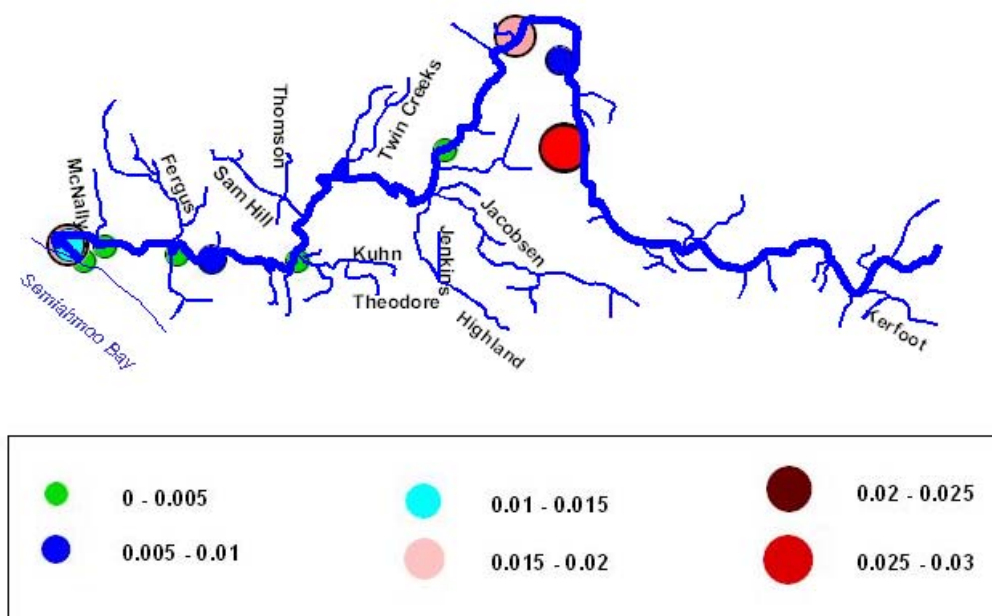 McNally
Fergus
Sam Hill
Thomson
Twin Creeks
Kuhn
Theodore
Jenkins
Jacobsen
Highland
Kerfoot
Semiahmoo Bay
0 - 0.005
0.005 - 0.01
0.01 - 0.015
0.015 - 0.02
0.02 - 0.025
0.025 - 0.03